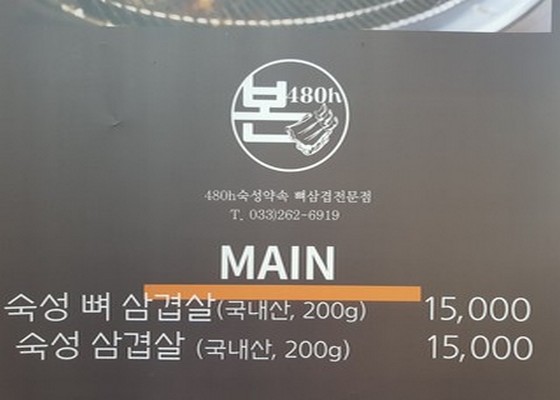 본 480h
480h숙성약속 뼈삼겹전문점
T. 033)262-6919
MAIN
숙성 뼈 삼겹살(국내산, 200g) 15,000
숙성 삼겹살 (국내산, 200g) 15,000